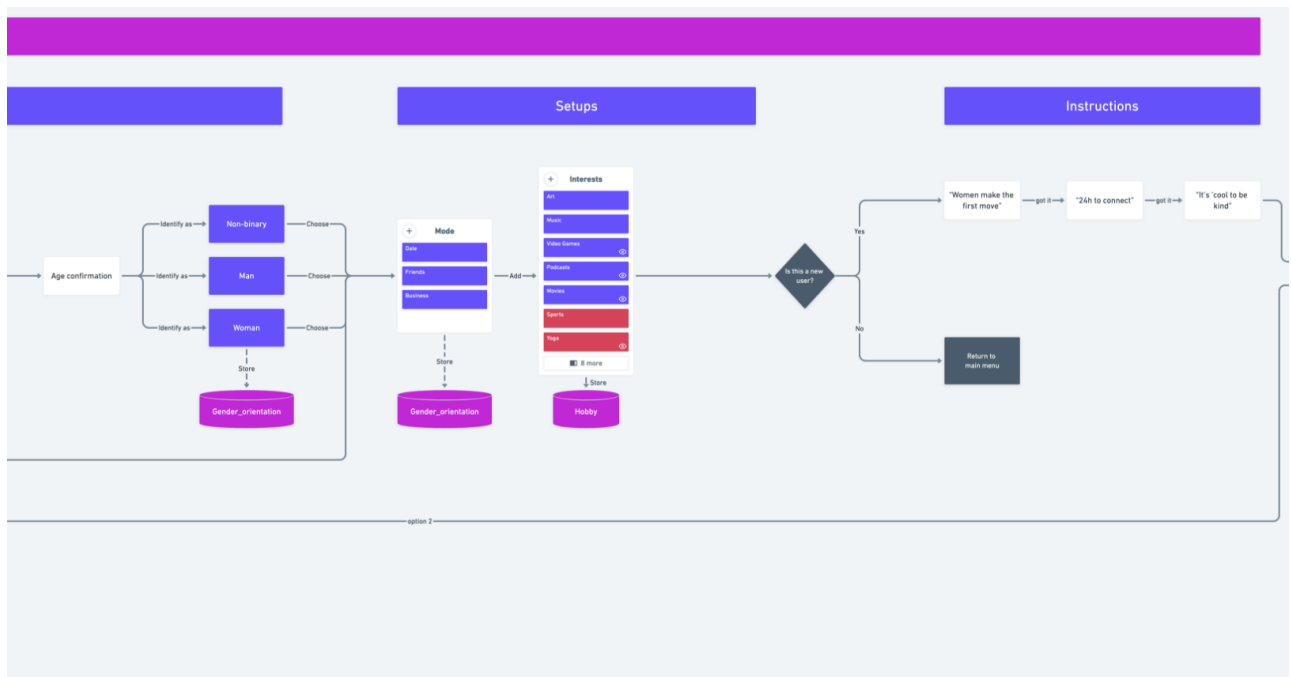 Setups
Instructions
Age confirmation
Identify as
Non-binary
Choose
Identify as
Man
Choose
Identify as
Woman
Choose
Store
Gender_orientation
Mode
Date
Friends
Business
Store
Gender_orientation
Add
Interests
Art
Music
Video Games
Podcasts
Movies
Sports
Yoga
8 more
Store
Hobby
Is this a new
user?
Yes
"Women make the
first move"
got it
"24h to connect"
got it
"It's 'cool to be
kind"
No
Return to
main menu
option 2